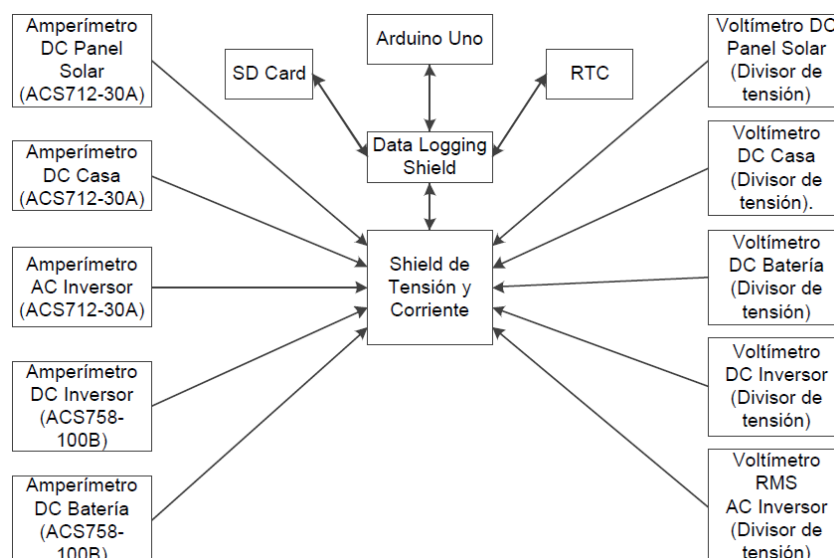 Amperímetro
DC Panel
Solar
(ACS712-30A)
Amperímetro
DC Casa
(ACS712-30A)
Amperímetro
AC Inversor
(ACS712-30A)
Amperímetro
DC Inversor
(ACS758-
100B)
Amperímetro
DC Batería
(ACS758-
100B)
SD Card
Arduino Uno
RTC
Data Logging
Shield
Shield de
Tensión y
Corriente
Voltímetro DC
Panel Solar
(Divisor de
tensión)
Voltímetro
DC Casa
(Divisor de
tensión).
Voltímetro
DC Batería
(Divisor de
tensión)
Voltímetro
DC Inversor
(Divisor de
tensión)
Voltímetro
RMS
AC Inversor
(Divisor de
tensión)